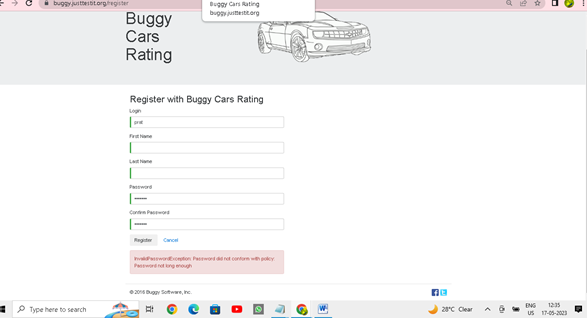 buggy.justtestit.org/register
Buggy Cars Rating
buggy.justtestit.org
Buggy
Cars
Rating
Register with Buggy Cars Rating
Login
First Name
Last Name
Password
•••••••
Confirm Password
•••••••
Register Cancel
InvalidPasswordException: Password did not conform with policy:
Password not long enough
© 2016 Buggy Software, Inc.
Type here to search
28°C Clear
ENG
US
12:35
17-05-2023